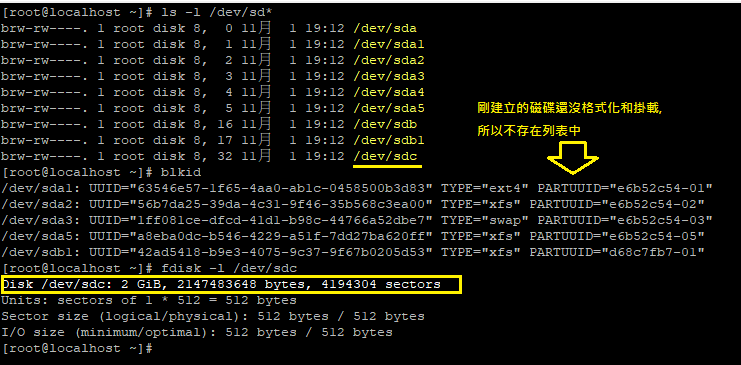 [root@localhost ~]# ls -l /dev/sd*
brw-rw----. 1 root disk 8,  0 11月  1 19:12 /dev/sda
brw-rw----. 1 root disk 8,  1 11月  1 19:12 /dev/sda1
brw-rw----. 1 root disk 8,  2 11月  1 19:12 /dev/sda2
brw-rw----. 1 root disk 8,  3 11月  1 19:12 /dev/sda3
brw-rw----. 1 root disk 8,  4 11月  1 19:12 /dev/sda4
brw-rw----. 1 root disk 8,  5 11月  1 19:12 /dev/sda5
brw-rw----. 1 root disk 8, 16 11月  1 19:12 /dev/sdb
brw-rw----. 1 root disk 8, 17 11月  1 19:12 /dev/sdb1
brw-rw----. 1 root disk 8, 32 11月  1 19:12 /dev/sdc
剛建立的磁碟還沒格式化和掛載,
所以不存在列表中
[root@localhost ~]# blkid
/dev/sda1: UUID="63546e57-1f65-4aa0-ab1c-0458500b3d83" TYPE="ext4" PARTUUID="e6b52c54-01"
/dev/sda2: UUID="56b7da25-39da-4c31-9f46-35b568c3ea00" TYPE="xfs" PARTUUID="e6b52c54-02"
/dev/sda3: UUID="1ff081ce-dfcd-41d1-b98c-44766a52dbe7" TYPE="swap" PARTUUID="e6b52c54-03"
/dev/sda5: UUID="a8eba0dc-b546-4229-a51f-7dd27ba620ff" TYPE="xfs" PARTUUID="e6b52c54-05"
/dev/sdb1: UUID="42ad5418-b9e3-4075-9c37-9f67b0205d53" TYPE="xfs" PARTUUID="d68c7fb7-01"
[root@localhost ~]# fdisk -l /dev/sdc
Disk /dev/sdc: 2 GiB, 2147483648 bytes, 4194304 sectors
Units: sectors of 1 * 512 = 512 bytes
Sector size (logical/physical): 512 bytes / 512 bytes
I/O size (minimum/optimal): 512 bytes / 512 bytes
[root@localhost ~]#